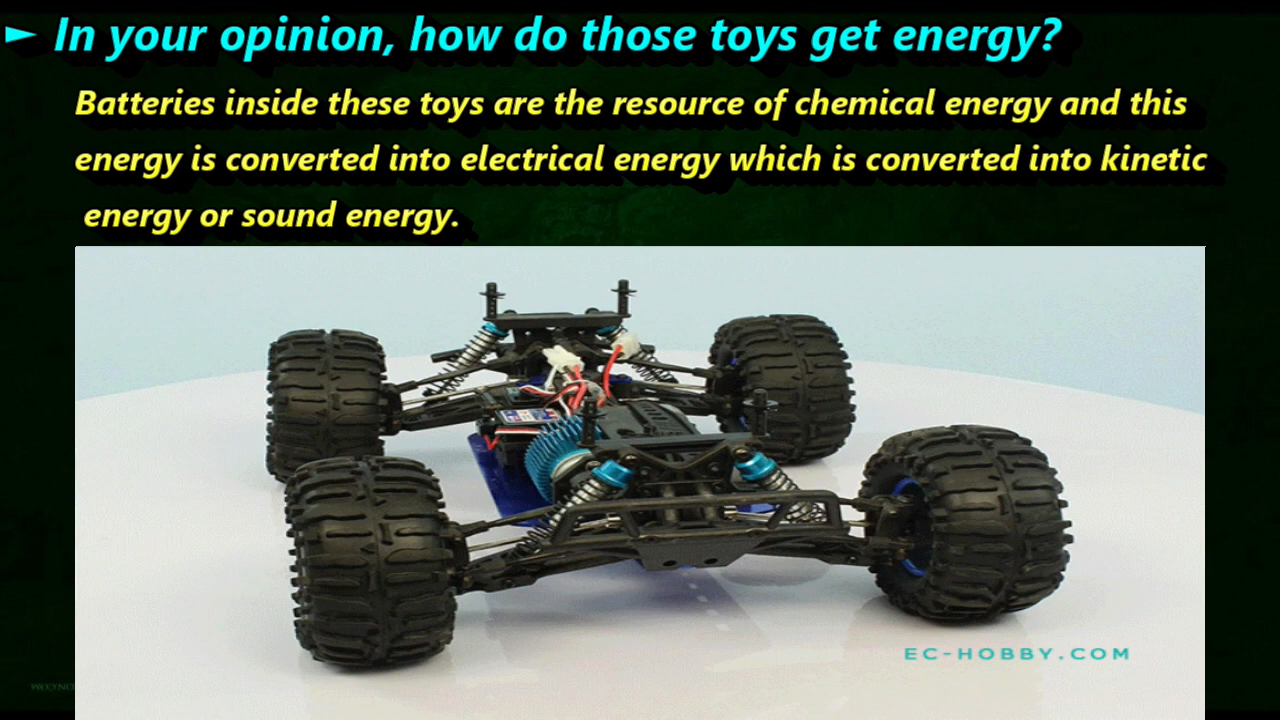 ► In your opinion, how do those toys get energy?
Batteries inside these toys are the resource of chemical energy and this
energy is converted into electrical energy which is converted into kinetic
energy or sound energy.
EC-HOBBY.COM